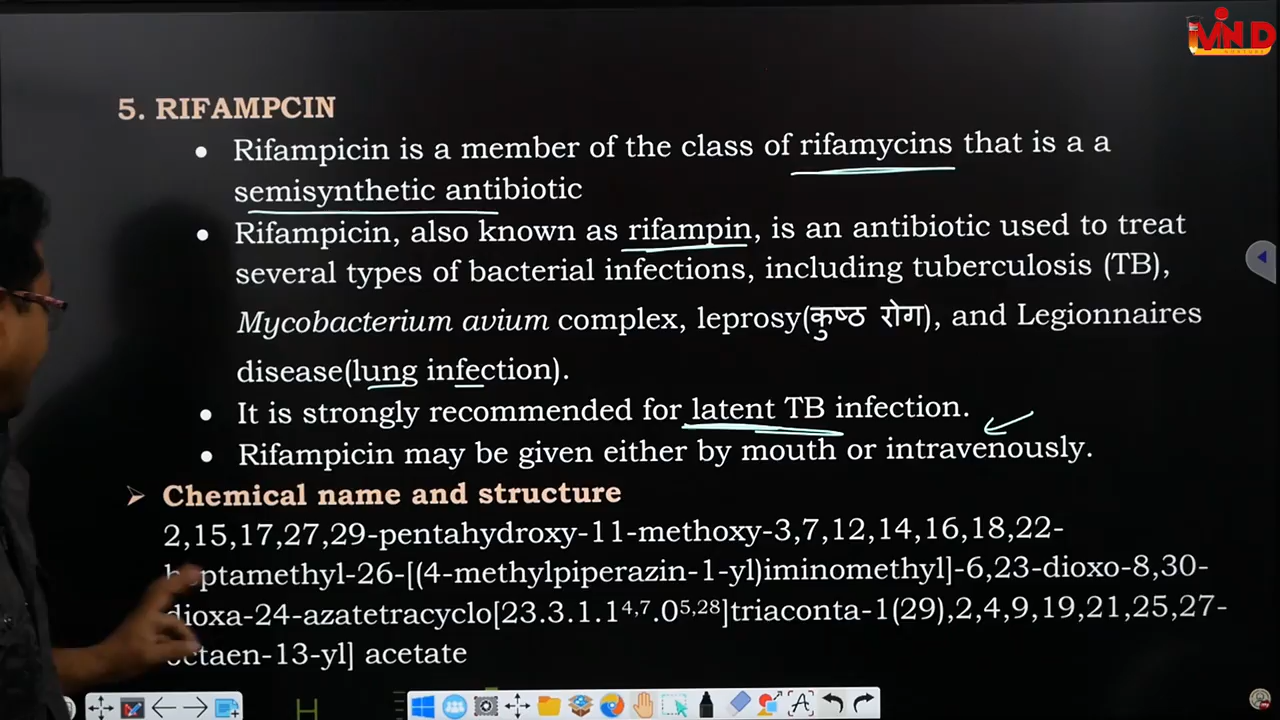 MIND
5. RIFAMPCIN
• Rifampicin is a member of the class of rifamycins that is a a
semisynthetic antibiotic
• Rifampicin, also known as rifampin, is an antibiotic used to treat
several types of bacterial infections, including tuberculosis (TB),
Mycobacterium avium complex, leprosy(कुष्ठ रोग), and Legionnaires
disease(lung infection).
• It is strongly recommended for latent TB infection.
• Rifampicin may be given either by mouth or intravenously.
➢ Chemical name and structure
2,15,17,27,29-pentahydroxy-11-methoxy-3,7,12,14,16,18,22-
heptamethyl-26-[(4-methylpiperazin-1-yl)iminomethyl]-6,23-dioxo-8,30-
dioxa-24-azatetracyclo[23.3.1.1⁴,⁷.0⁵,²⁸]triaconta-1(29),2,4,9,19,21,25,27-
octaen-13-yl] acetate
H